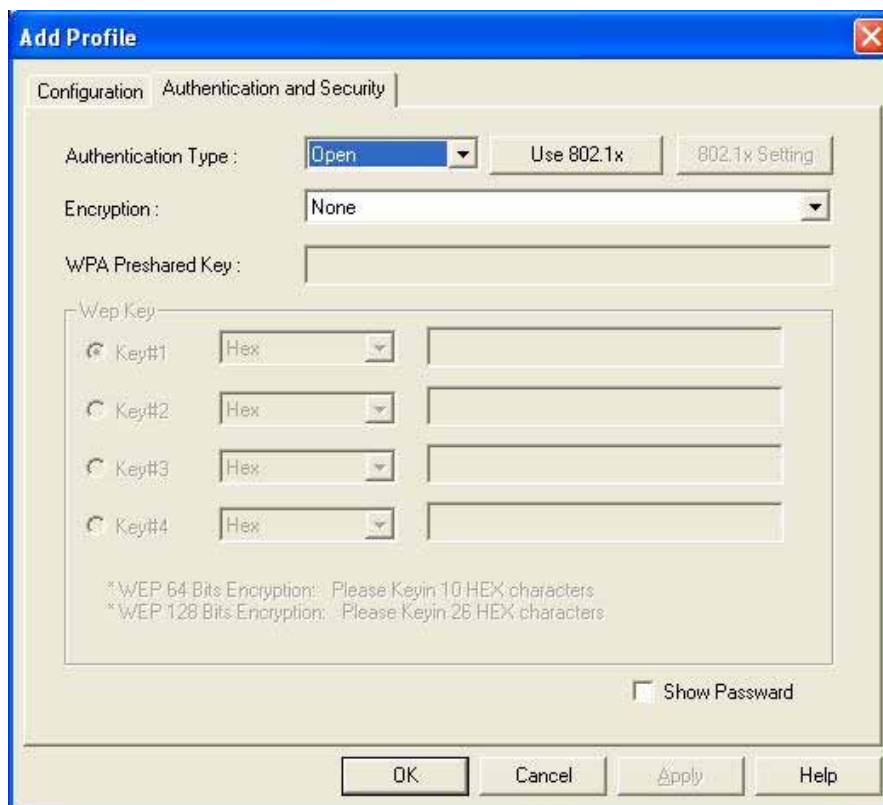 Add Profile
Configuration
Authentication and Security
Authentication Type :
Open
Use 802.1x
802.1x Setting
Encryption :
None
WPA Preshared Key :
Wep Key
Key#1
Hex
Key#2
Hex
Key#3
Hex
Key#4
Hex
* WEP 64 Bits Encryption: Please Keyin 10 HEX characters
* WEP 128 Bits Encryption: Please Keyin 26 HEX characters
Show Passward
OK
Cancel
Apply
Help